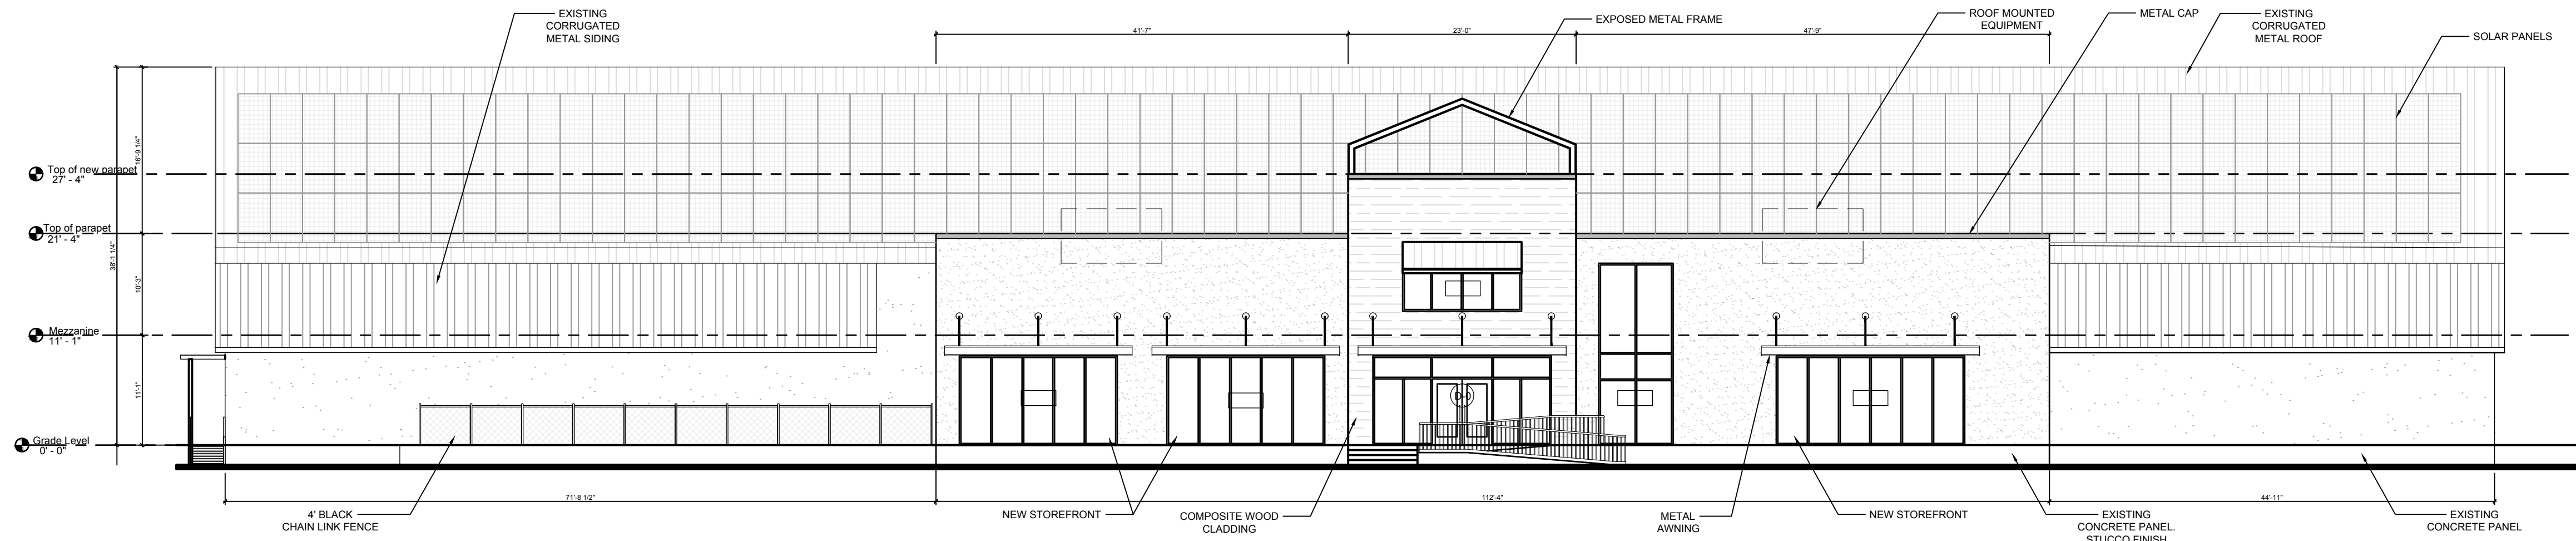 EXISTING
CORRUGATED
METAL SIDING
41'-7"
23'-0"
EXPOSED METAL FRAME
47'-9"
ROOF MOUNTED
EQUIPMENT
METAL CAP
EXISTING
CORRUGATED
METAL ROOF
SOLAR PANELS
16'-9 1/4"
Top of new parapet
27' - 4"
Top of parapet
21' - 4"
38'-1 1/4"
10'-3"
Mezzanine
11' - 1"
11'-1"
D-0
Grade Level
0' - 0"
71'-8 1/2"
112'-4"
44'-11"
4' BLACK
CHAIN LINK FENCE
NEW STOREFRONT
COMPOSITE WOOD
CLADDING
METAL
AWNING
NEW STOREFRONT
EXISTING
CONCRETE PANEL.
STUCCO FINISH
EXISTING
CONCRETE PANEL